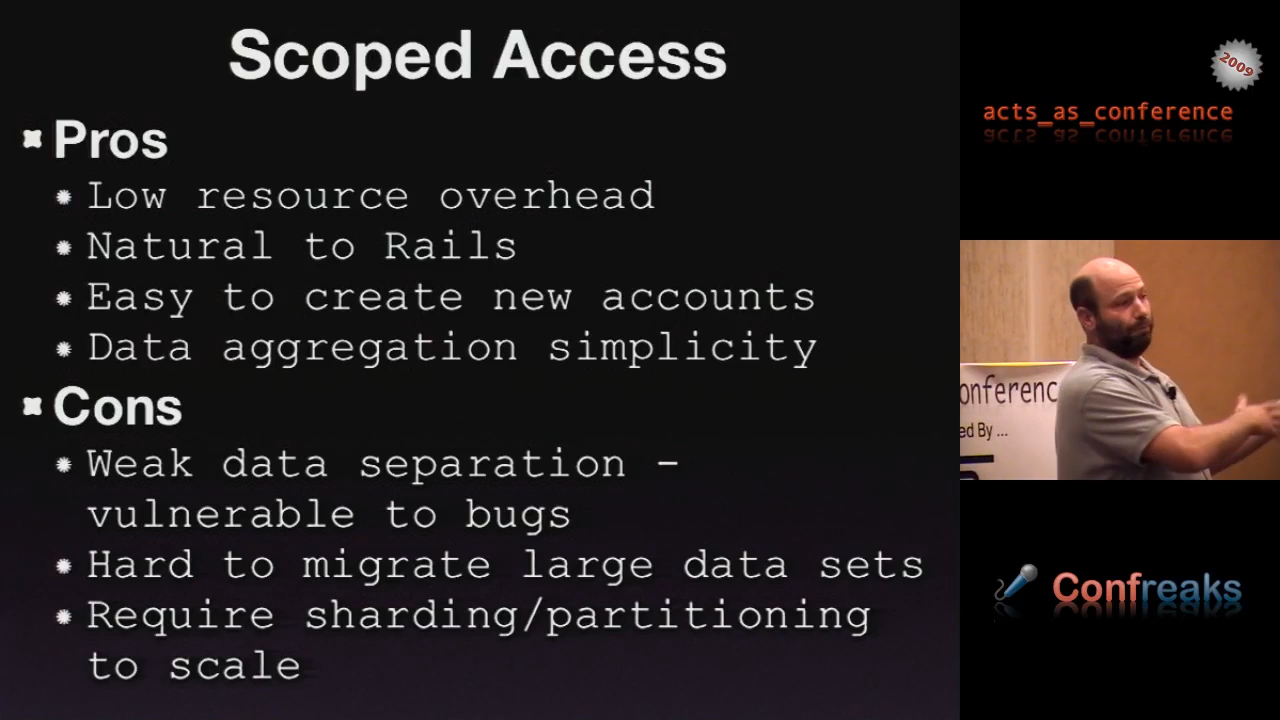 Scoped Access
Pros
Low resource overhead
Natural to Rails
Easy to create new accounts
Data aggregation simplicity
Cons
Weak data separation -
vulnerable to bugs
Hard to migrate large data sets
Require sharding/partitioning
to scale
2009
acts_as_conference
onferenc
ed By ...
Confreaks